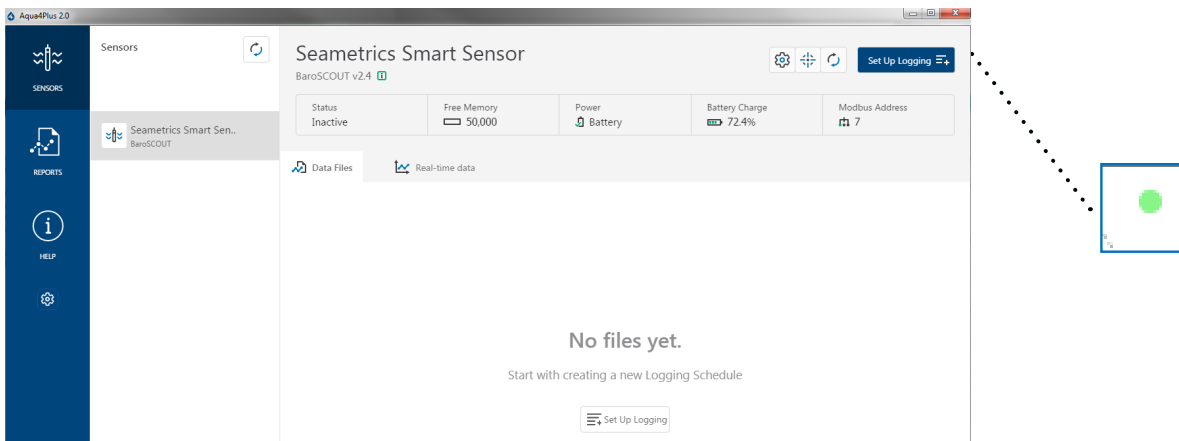 Aqua4Plus 2.0
SENSORS
REPORTS
HELP
Sensors
Seametrics Smart Sen..
BaroSCOUT
Seametrics Smart Sensor
BaroSCOUT v2.4
Set Up Logging
Status Free Memory Power Battery Charge Modbus Address
Inactive 50,000 Battery 72.4% 7
Data Files Real-time data
No files yet.
Start with creating a new Logging Schedule
Set Up Logging